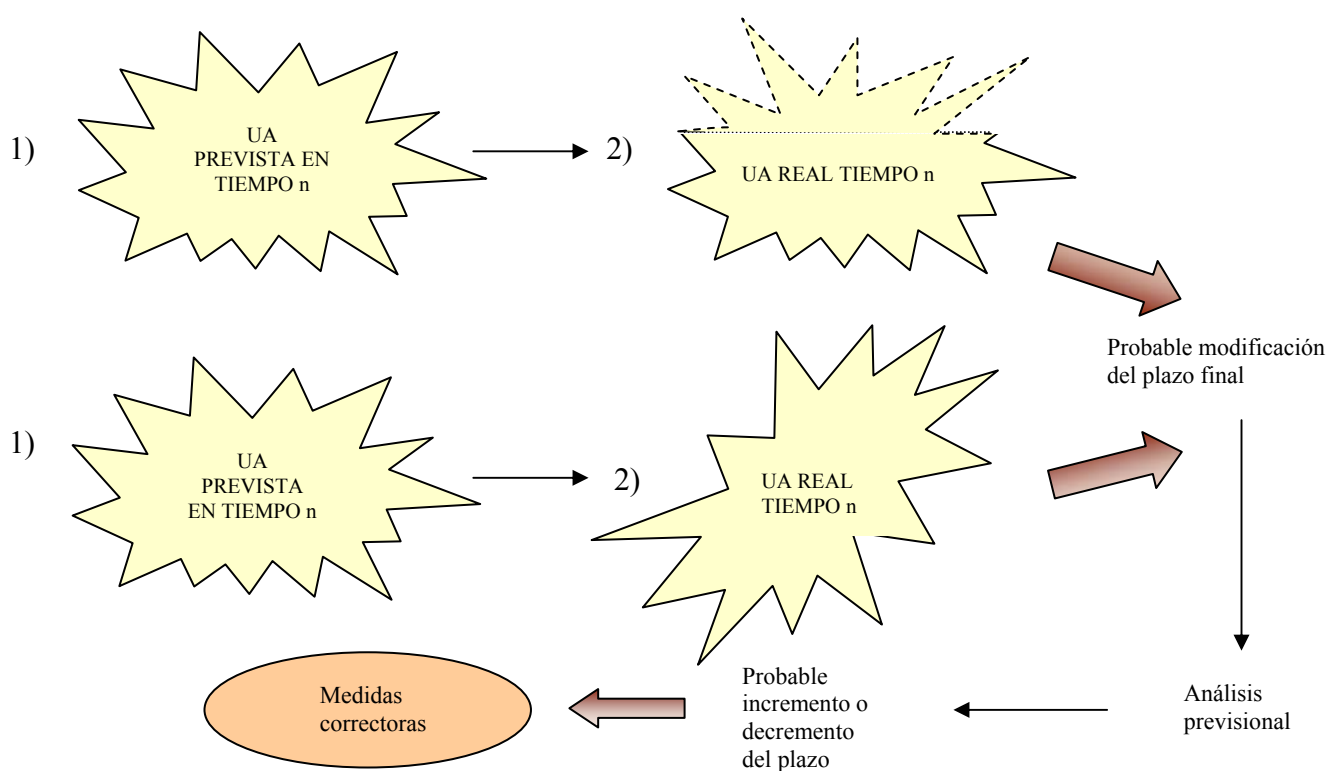 1)
UA
PREVISTA EN
TIEMPO n
2)
UA REAL TIEMPO n
Probable modificación
del plazo final
1)
UA
PREVISTA
EN TIEMPO n
2)
UA REAL
TIEMPO n
Medidas
correctoras
Probable
incremento o
decremento
del plazo
Análisis
previsional